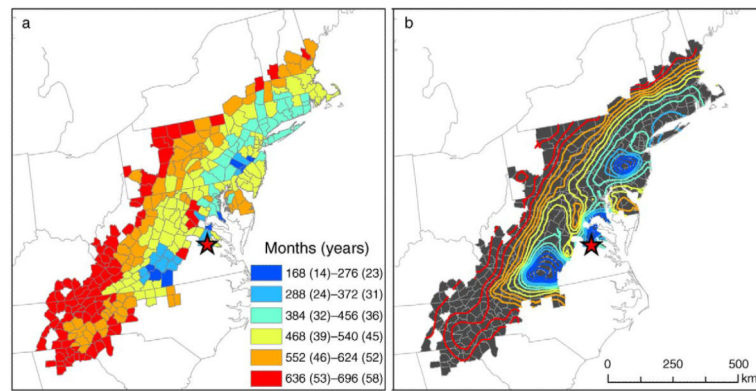 a
b
Months (years)
168 (14)–276 (23)
288 (24)–372 (31)
384 (32)–456 (36)
468 (39)–540 (45)
552 (46)–624 (52)
636 (53)–696 (58)
0 250 500
km